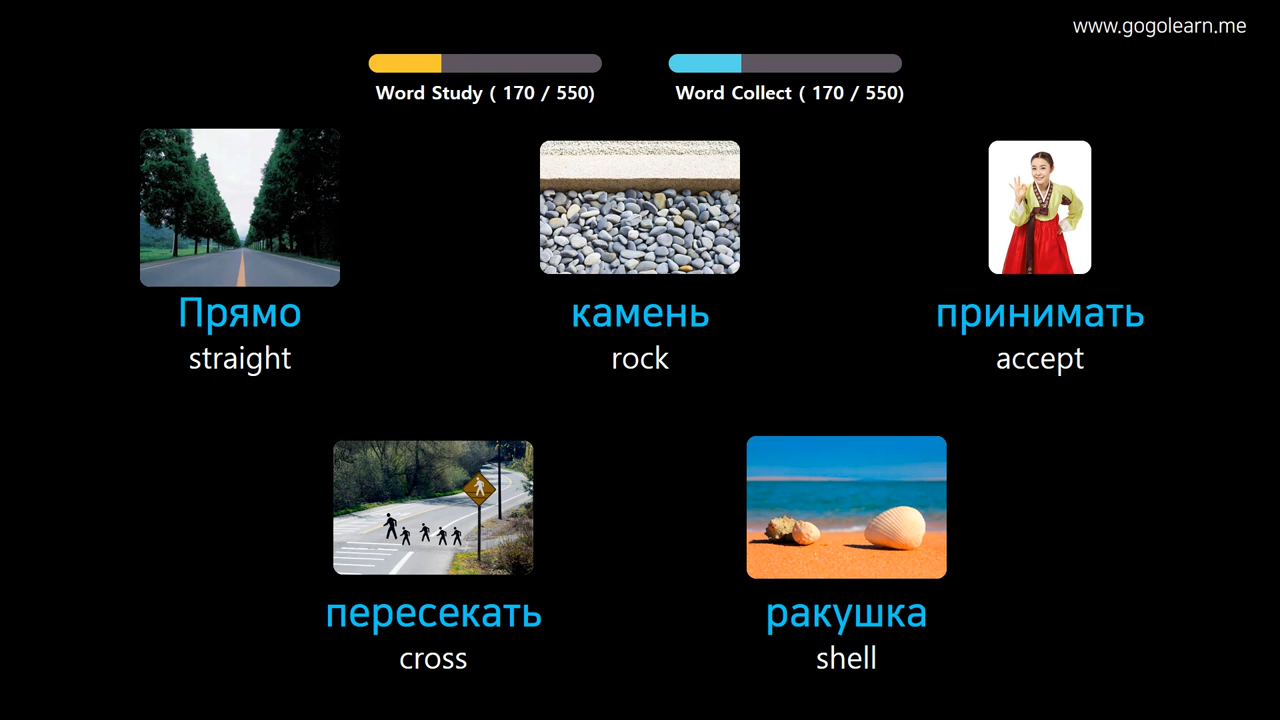 www.gogolearn.me
Word Study ( 170 / 550)
Word Collect ( 170 / 550)
Прямо
straight
камень
rock
принимать
accept
пересекать
cross
ракушка
shell